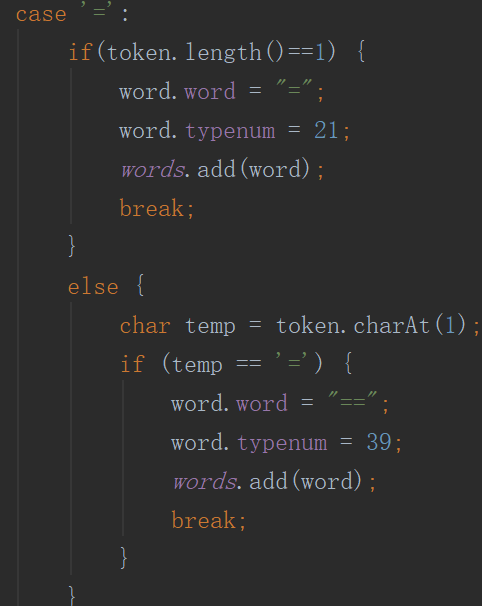 case '=':
if(token.length()==1) {
word.word = "=";
word.typenum = 21;
words.add(word);
break;
}
else {
char temp = token.charAt(1);
if (temp == '=') {
word.word = "==";
word.typenum = 39;
words.add(word);
break;
}
}